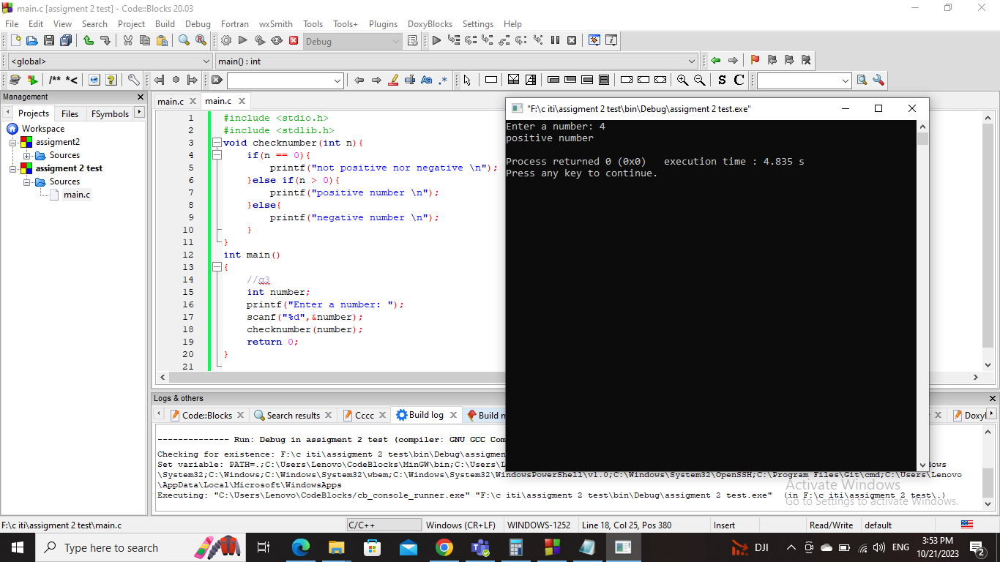 main.c [assigment 2 test] - Code::Blocks 20.03
File Edit View Search Project Build Debug Fortran wxSmith Tools Tools+ Plugins DoxyBlocks Settings Help
Debug
<global> main() : int
/** *< Aa .* S C
Management
Projects Files FSymbols
Workspace
assigment2
Sources
assigment 2 test
Sources
main.c
main.c main.c
1 #include <stdio.h>
2 #include <stdlib.h>
3 void checknumber(int n){
4 if(n == 0){
5 printf("not positive nor negative \n");
6 }else if(n > 0){
7 printf("positive number \n");
8 }else{
9 printf("negative number \n");
10 }
11 }
12 int main()
13 {
14 //q3
15 int number;
16 printf("Enter a number: ");
17 scanf("%d",&number);
18 checknumber(number);
19 return 0;
20 }
21
"F:\c iti\assigment 2 test\bin\Debug\assigment 2 test.exe"
Enter a number: 4
positive number
Process returned 0 (0x0) execution time : 4.835 s
Press any key to continue.
Logs & others
Code::Blocks Search results Cccc Build log Build m Doxyl
-------------- Run: Debug in assigment 2 test (compiler: GNU GCC Com
Checking for existence: F:\c iti\assigment 2 test\bin\Debug\assigmen
Set variable: PATH=.;C:\Users\Lenovo\CodeBlocks\MinGW\bin;C:\Users\L dows
\System32;C:\Windows;C:\Windows\System32\wbem;C:\Windows\System32\WindowsPowerShell\v1.0;C:\Windows\System32\OpenSSH;C:\Program Files\Git\cmd;C:\Users\Lenovo
\AppData\Local\Microsoft\WindowsApps
Executing: "C:\Users\Lenovo\CodeBlocks/cb_console_runner.exe" "F:\c iti\assigment 2 test\bin\Debug\assigment 2 test.exe" (in F:\c iti\assigment 2 test\.)
Activate Windows
Go to Settings to activate Windows.
F:\c iti\assigment 2 test\main.c C/C++ Windows (CR+LF) WINDOWS-1252 Line 18, Col 25, Pos 380 Insert Read/Write default
Type here to search DJI ENG 3:53 PM
10/21/2023 2